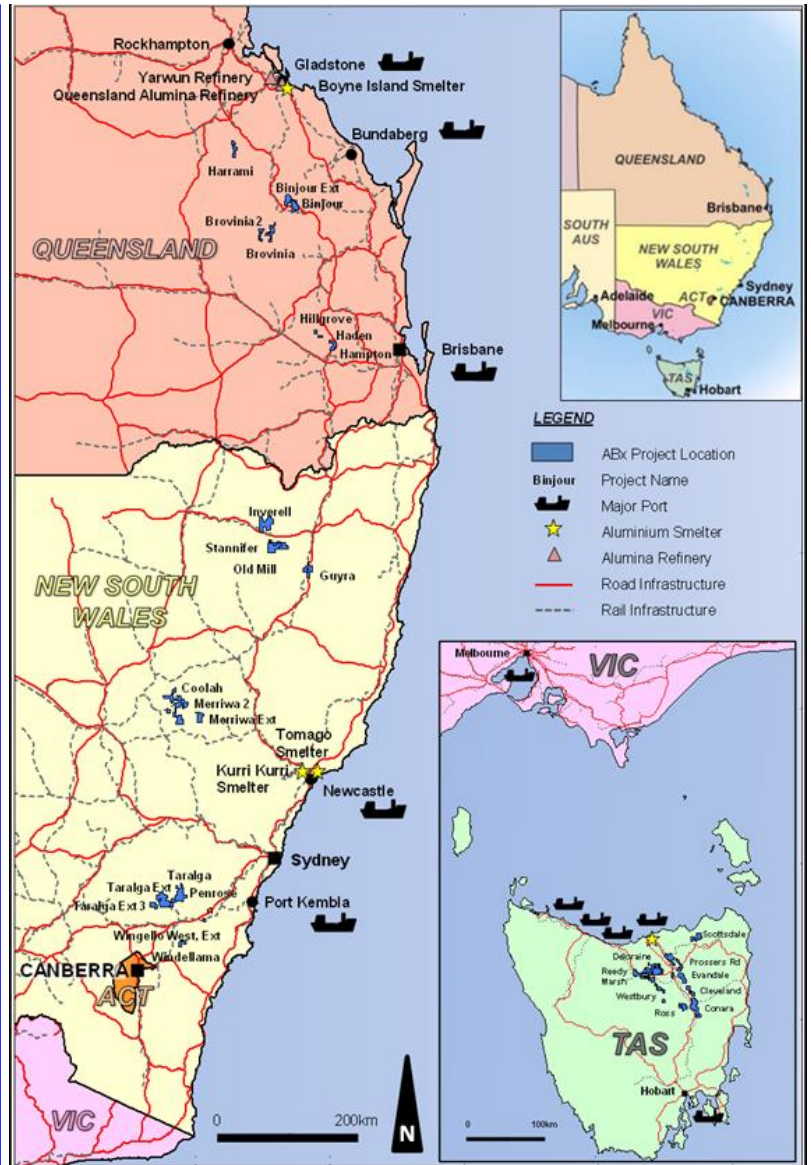 Rockhampton
Gladstone
Yarwun Refinery
Queensland Alumina Refinery
Boyne Island Smelter
Bundaberg
Harrami
Binjour Ext
Binjour
Brovinia 2
Brovinia
QUEENSLAND
Hillgrove
Haden
Hampton
Brisbane
Inverell
Stannifer
Old Mill
Guyra
NEW SOUTH
WALES
Coolah
Merriwa 2
Merriwa Ext
Tomago
Smelter
Kurri Kurri
Smelter
Newcastle
Sydney
Taralga
Taralga Ext
Penrose
Taralga Ext 3
Port Kembla
Wingello West, Ext
Windellama
CANBERRA
ACT
VIC
0 200km
N
QUEENSLAND
Brisbane
SOUTH
AUS
NEW SOUTH
WALES
Sydney
ACT
CANBERRA
Adelaide
VIC
Melbourne
TAS
Hobart
LEGEND
ABx Project Location
Binjour Project Name
Major Port
Aluminium Smelter
Alumina Refinery
Road Infrastructure
Rail Infrastructure
Melbourne
VIC
Scottsdale
Deloraine
Prossers Rd
Reedy
Marsh
Evandale
Westbury
Cleveland
Ross
Conara
TAS
Hobart
0 100km